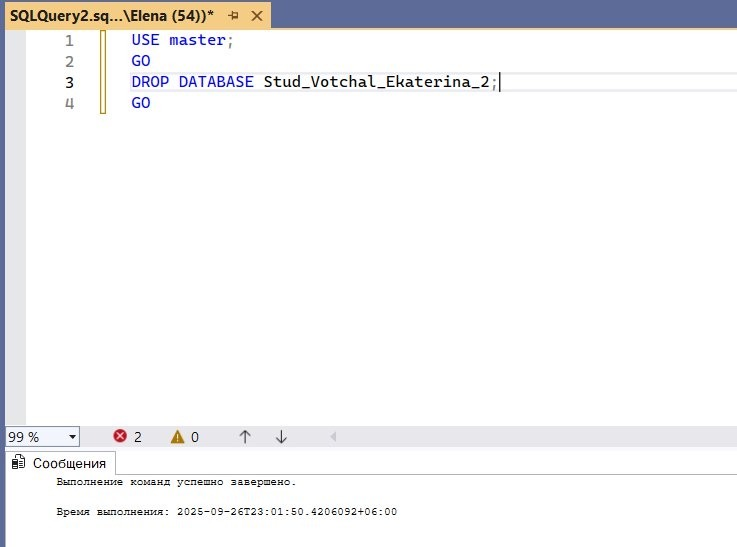 SQLQuery2.sq...\Elena (54))*
1 USE master;
2 GO
3 DROP DATABASE Stud_Votchal_Ekaterina_2;
4 GO
99 % 2 0
Сообщения
Выполнение команд успешно завершено.
Время выполнения: 2025-09-26T23:01:50.4206092+06:00